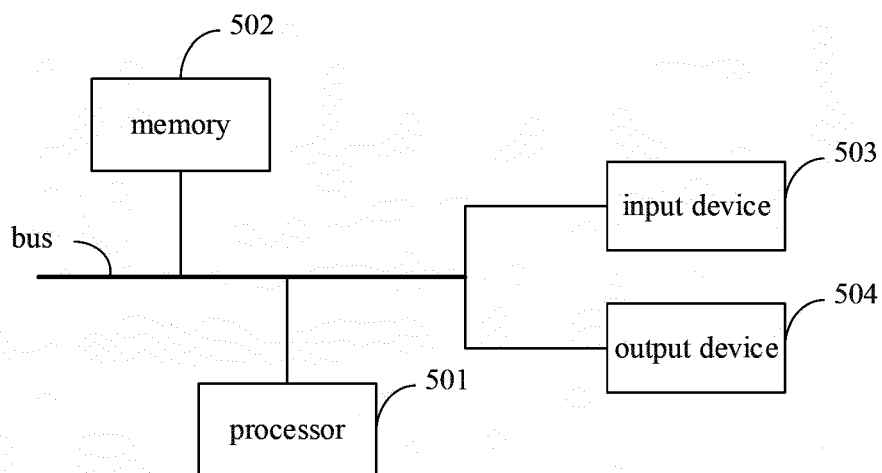 502
memory
503
input device
bus
504
output device
501
processor